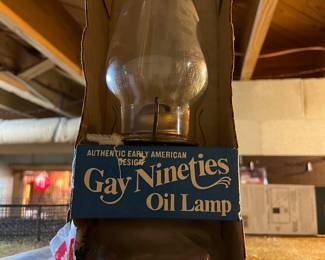 AUTHENTIC EARLY AMERICAN
DESIGN
Gay Nineties
Oil Lamp